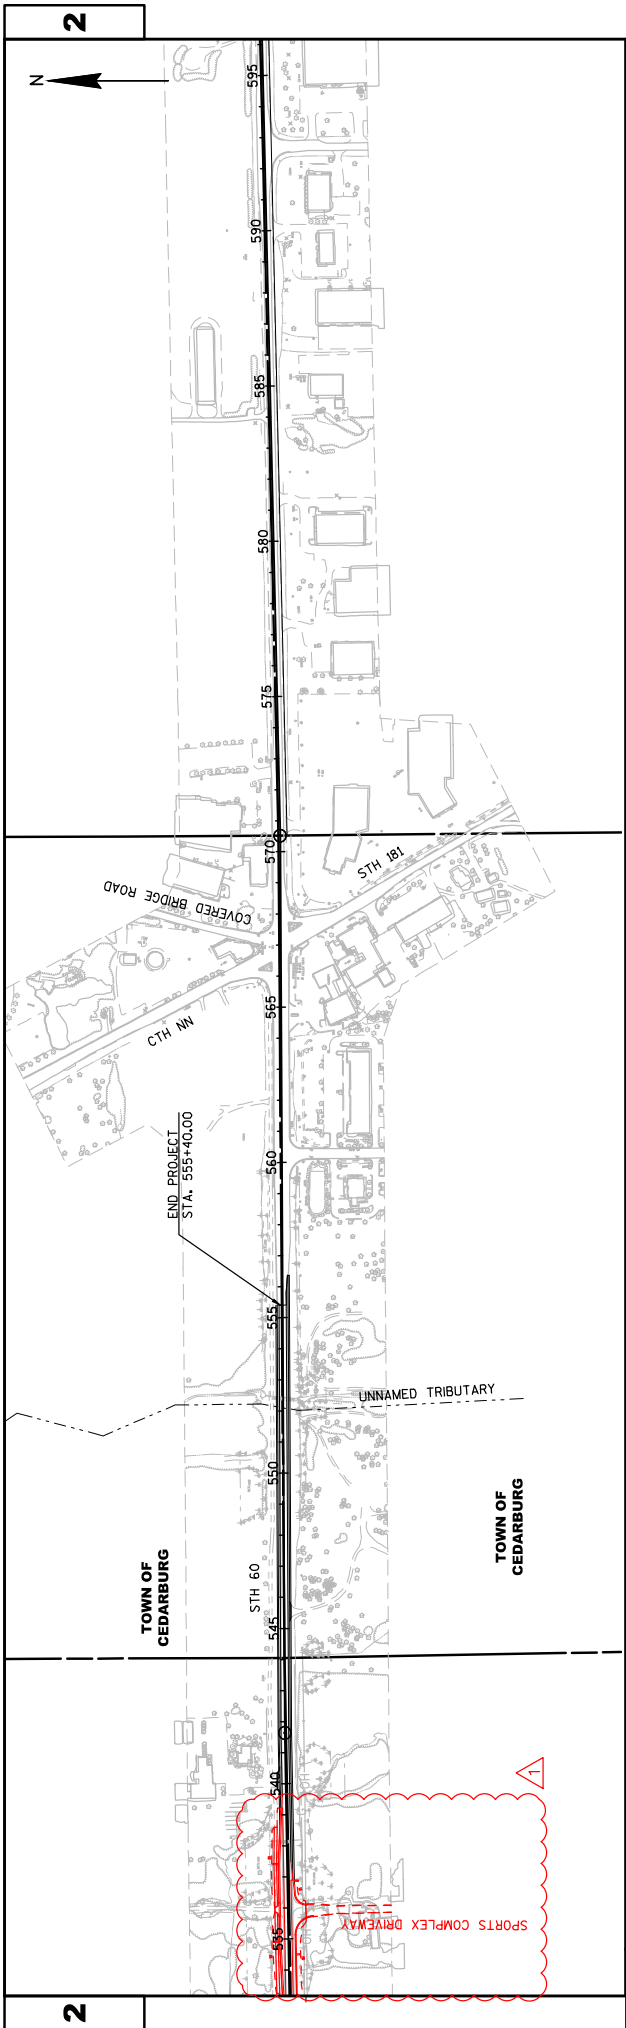 2
N
595
590
585
580
575
570
COVERED BRIDGE ROAD
STH 181
565
CTH NN
END PROJECT
STA. 555+40.00
560
555
UNNAMED TRIBUTARY
550
STH 60
TOWN OF
CEDARBURG
TOWN OF
CEDARBURG
545
540
1
535
SPORTS COMPLEX DRIVEWAY
2